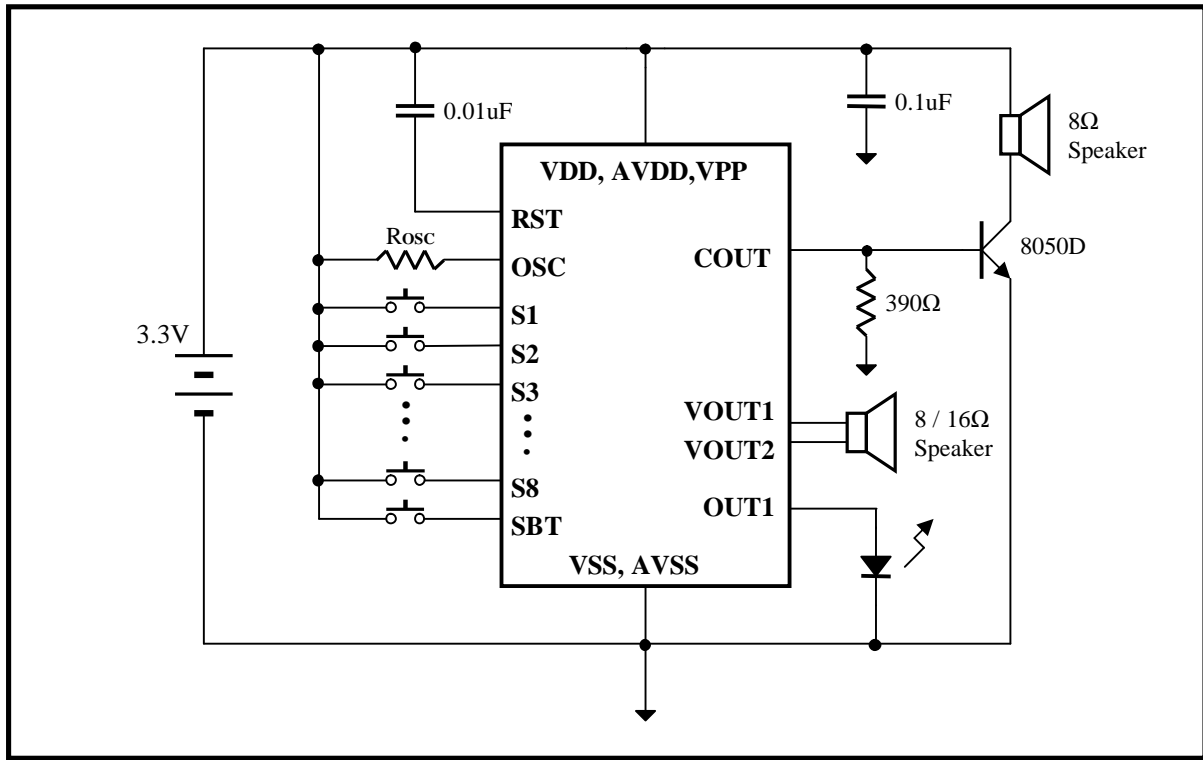 0.01uF
0.1uF
8Ω
Speaker
VDD, AVDD,VPP
RST
Rosc
OSC
COUT
8050D
S1
390Ω
3.3V
S2
S3
VOUT1
8 / 16Ω
VOUT2
Speaker
S8
OUT1
SBT
VSS, AVSS